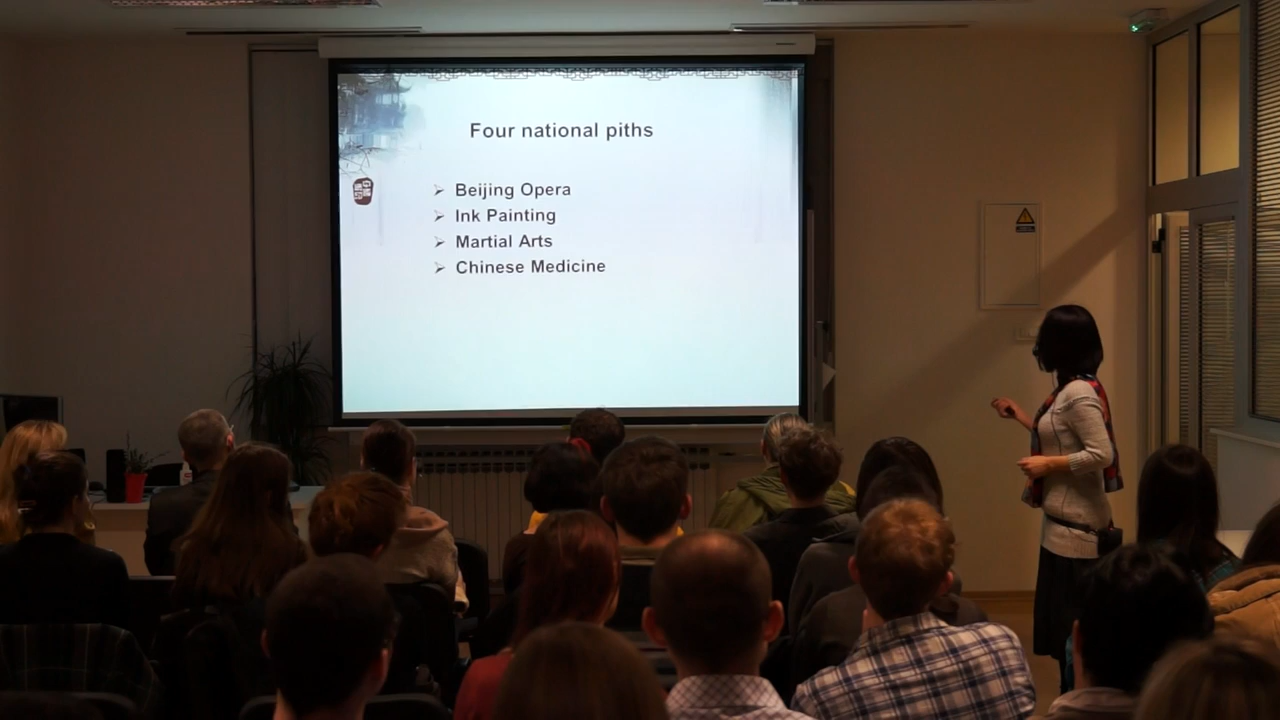 Four national piths
Beijing Opera
Ink Painting
Martial Arts
Chinese Medicine